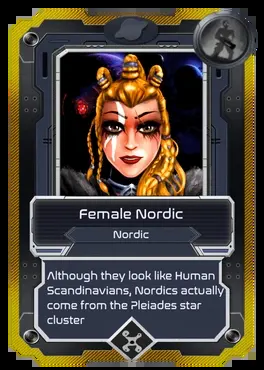 Female Nordic
Nordic
Although they look like Human
Scandinavians, Nordics actually
come from the Pleiades star
cluster